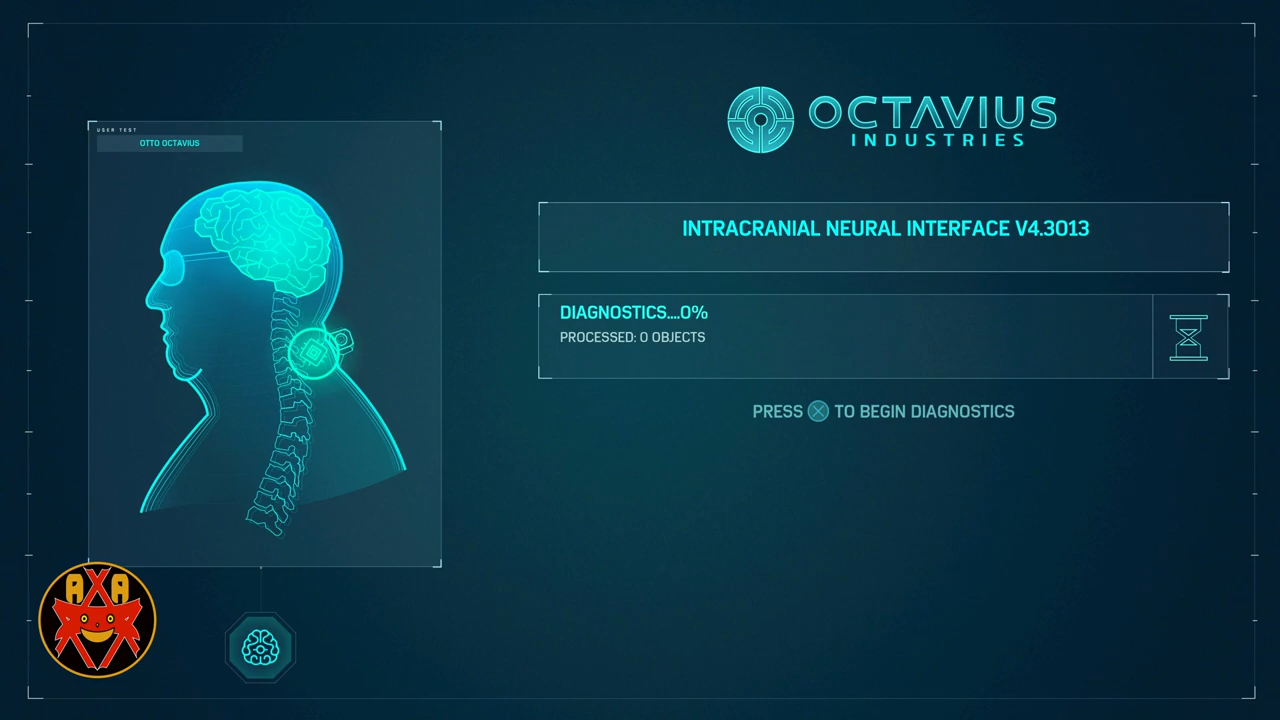 USER TEST
OTTO OCTAVIUS
OCTAVIUS
INDUSTRIES
INTRACRANIAL NEURAL INTERFACE V4.3013
DIAGNOSTICS....0%
PROCESSED: 0 OBJECTS
PRESS TO BEGIN DIAGNOSTICS
AXA